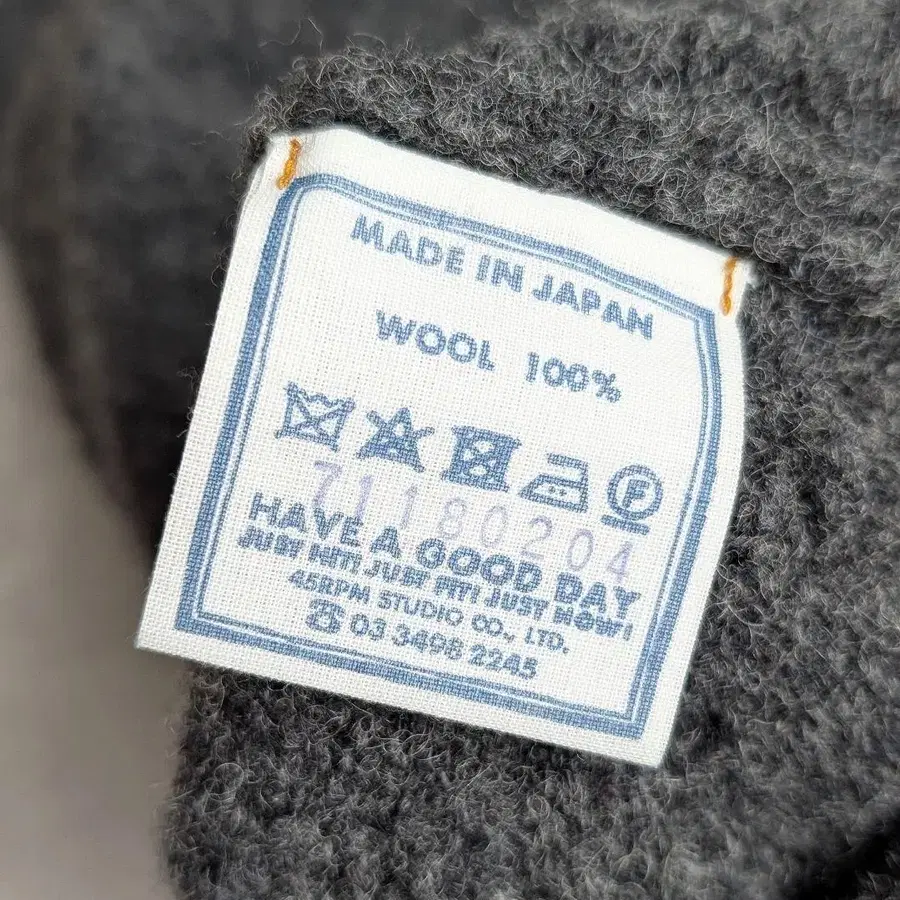 MADE IN JAPAN
WOOL 100%
F
71180204
HAVE A GOOD DAY
JUST HIT! JUST FIT! JUST NOW!
45RPM STUDIO CO., LTD.
☎ 03 3498 2245